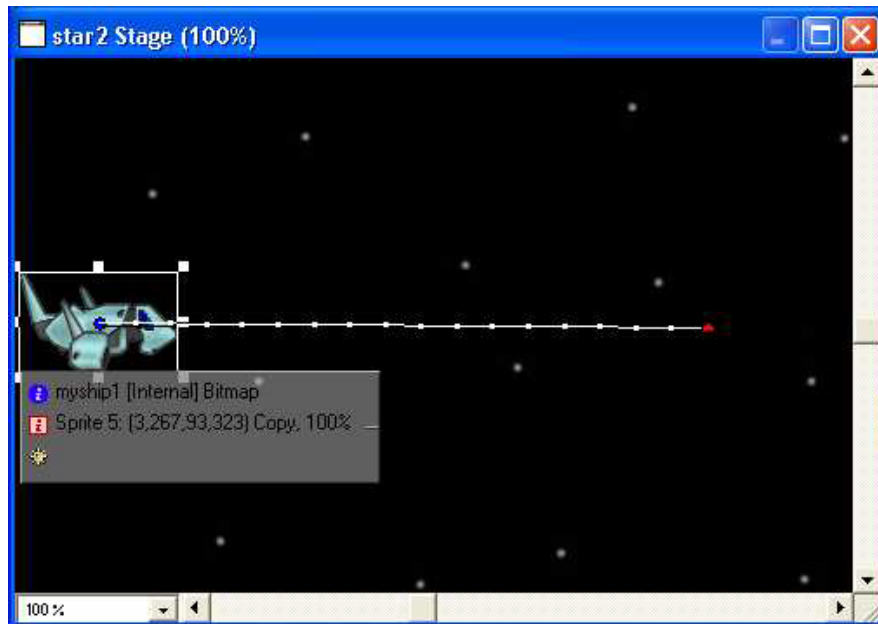 star2 Stage (100%)
myship1 [Internal] Bitmap
Sprite 5: (3,267,93,323) Copy, 100%
100 %